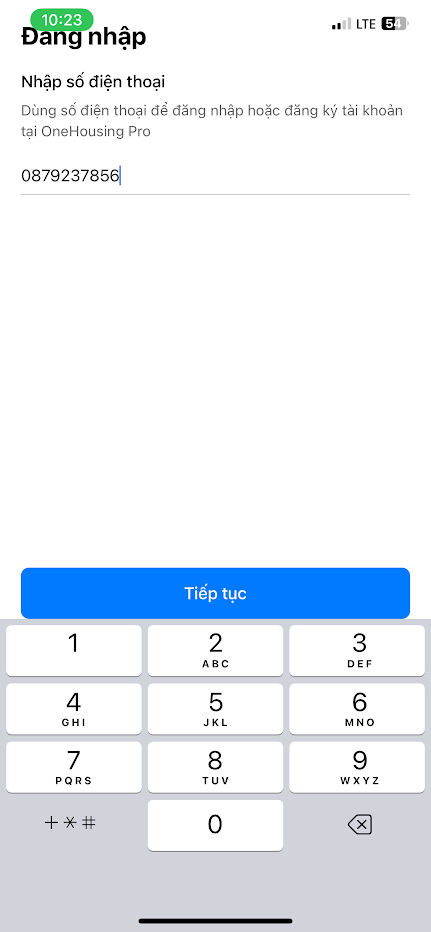 10:23
LTE 54
Đăng nhập
Nhập số điện thoại
Dùng số điện thoại để đăng nhập hoặc đăng ký tài khoản
tại OneHousing Pro
0879237856
Tiếp tục
1 2 3
ABC DEF
4 5 6
GHI JKL MNO
7 8 9
PQRS TUV WXYZ
+*# 0